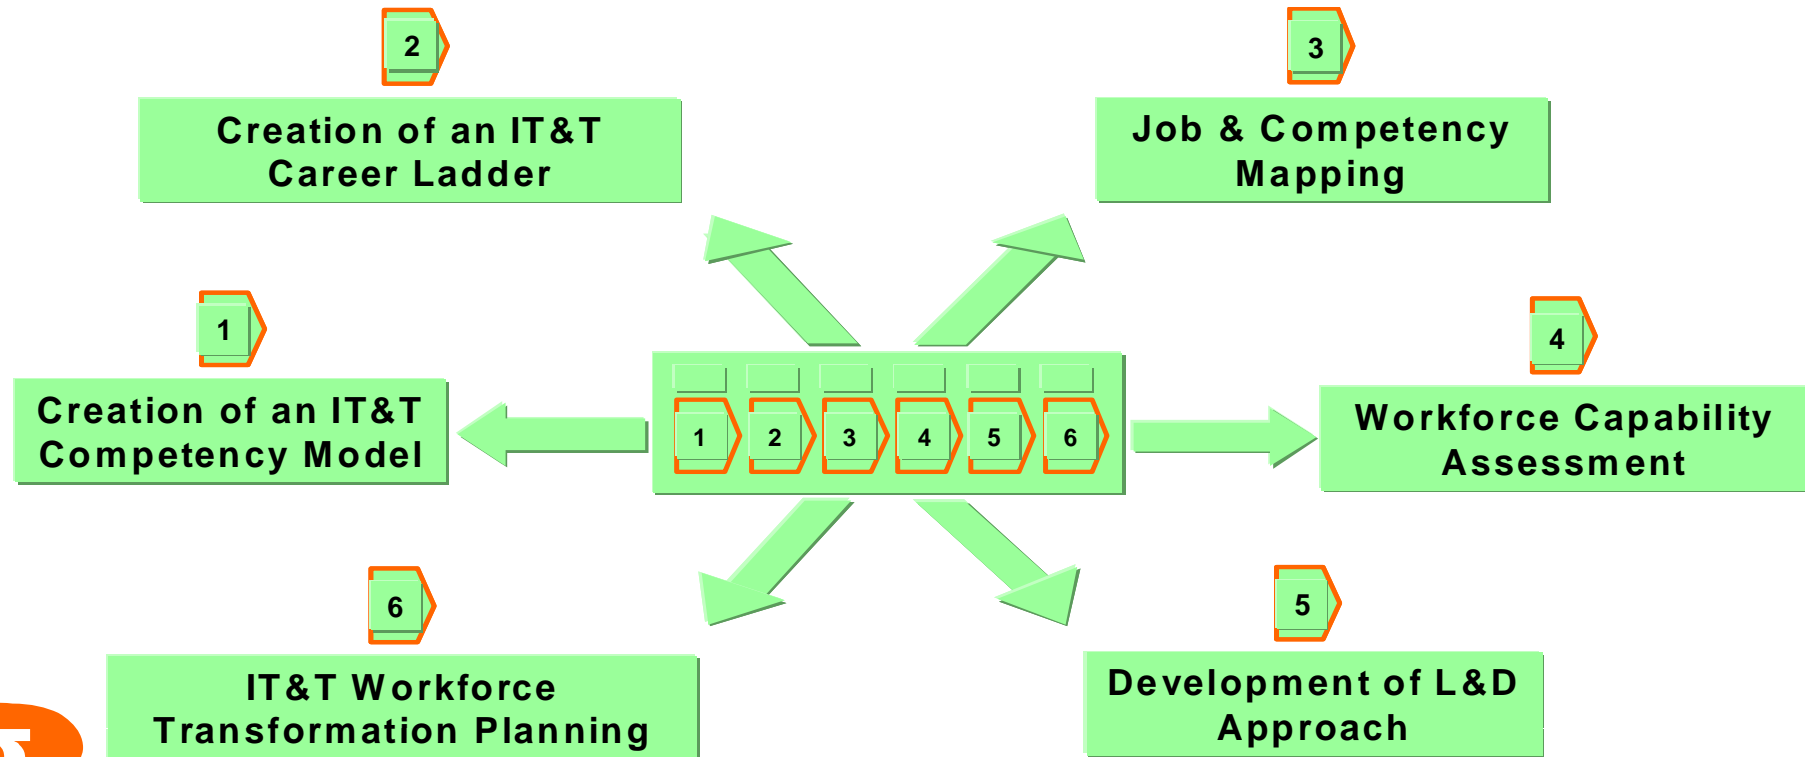 2
Creation of an IT&T
Career Ladder
3
Job & Competency
Mapping
1
Creation of an IT&T
Competency Model
1 2 3 4 5 6
4
Workforce Capability
Assessment
6
IT&T Workforce
Transformation Planning
5
Development of L&D
Approach